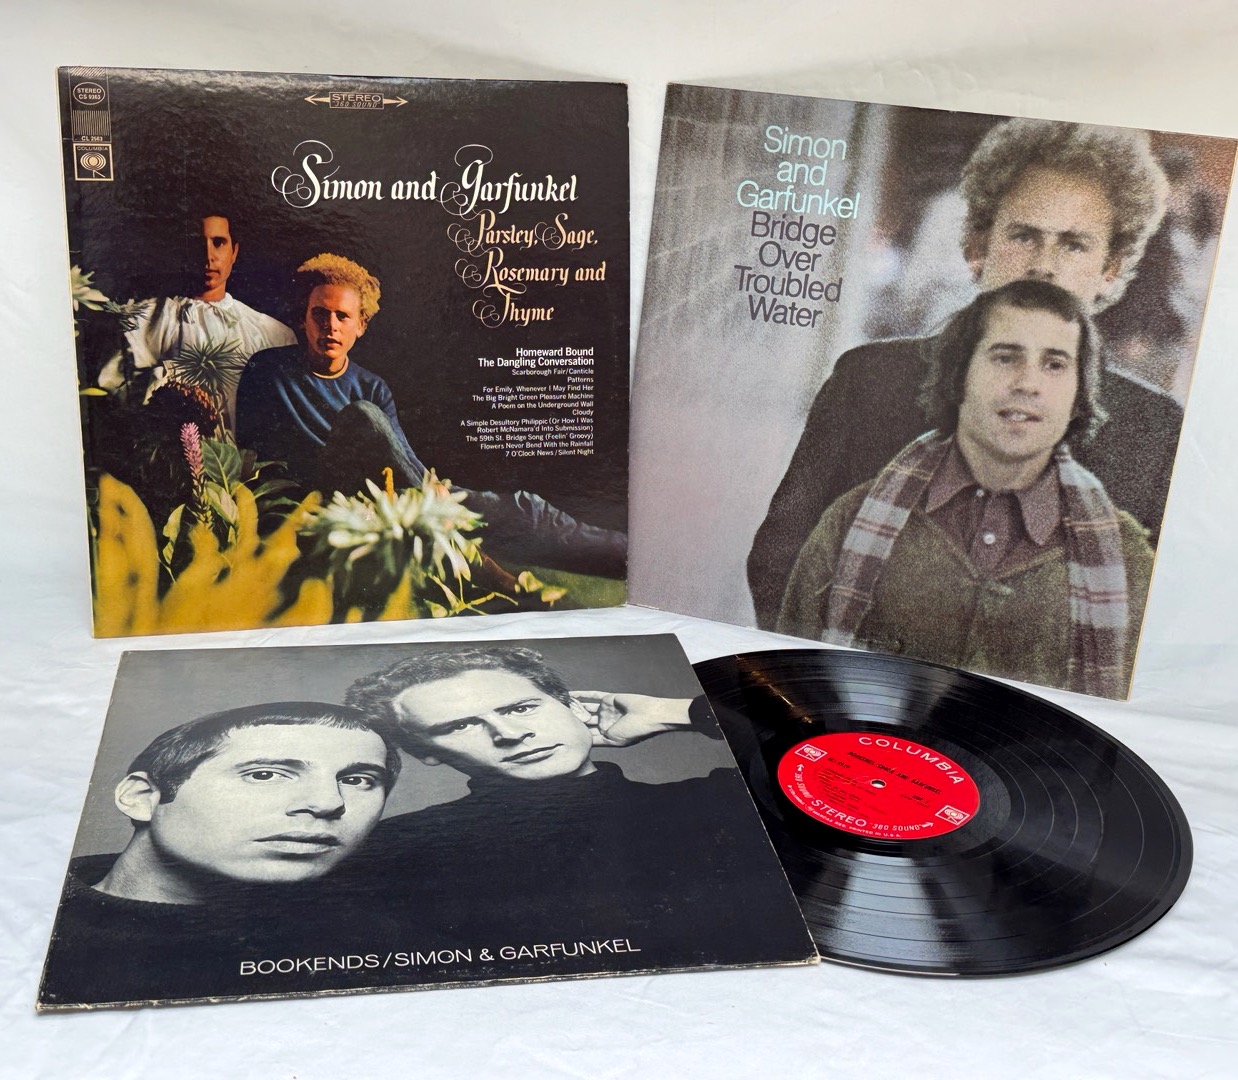 STEREO
CS 9363
CL 2563
COLUMBIA
STEREO
360 SOUND
Simon and Garfunkel
Parsley, Sage,
Rosemary and
Thyme
Homeward Bound
The Dangling Conversation
Scarborough Fair/Canticle
Patterns
For Emily, Whenever I May Find Her
The Big Bright Green Pleasure Machine
A Poem on the Underground Wall
Cloudy
A Simple Desultory Philippic (Or How I Was
Robert McNamara'd Into Submission)
The 59th St. Bridge Song (Feelin' Groovy)
Flowers Never Bend With the Rainfall
7 O'Clock News/Silent Night
Simon
and
Garfunkel
Bridge
Over
Troubled
Water
BOOKENDS/SIMON & GARFUNKEL
COLUMBIA
STEREO
360 SOUND